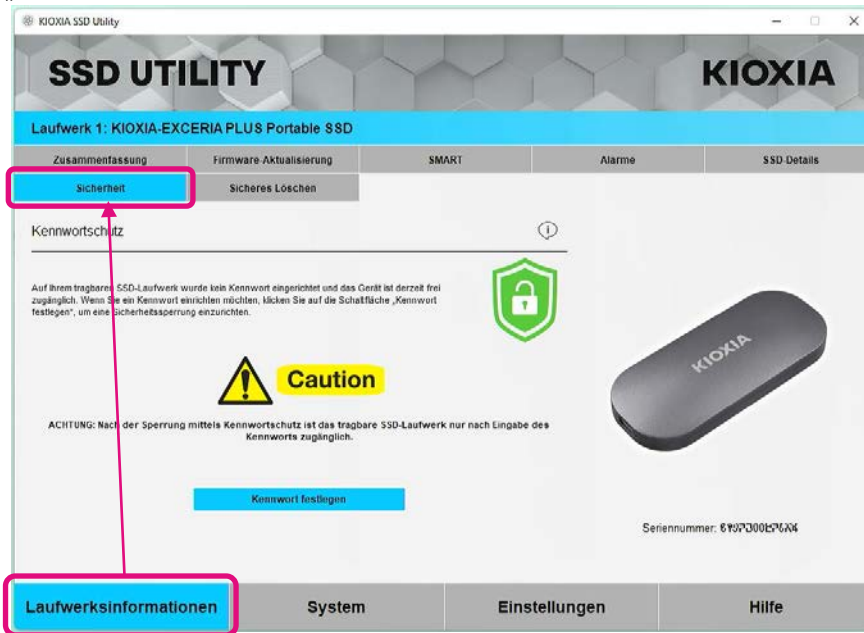 KIOXIA SSD Utility
SSD UTILITY
KIOXIA
Laufwerk 1: KIOXIA-EXCERIA PLUS Portable SSD
Zusammenfassung
Firmware-Aktualisierung
SMART
Alarme
SSD-Details
Sicherheit
Sicheres Löschen
Kennwortschutz
Auf Ihrem tragbaren SSD-Laufwerk wurde kein Kennwort eingerichtet und das Gerät ist derzeit frei
zugänglich. Wenn Sie ein Kennwort einrichten möchten, klicken Sie auf die Schaltfläche „Kennwort
festlegen“, um eine Sicherheitssperrung einzurichten.
KIOXIA
Caution
ACHTUNG: Nach der Sperrung mittels Kennwortschutz ist das tragbare SSD-Laufwerk nur nach Eingabe des
Kennworts zugänglich.
Kennwort festlegen
Seriennummer:
Laufwerksinformationen
System
Einstellungen
Hilfe